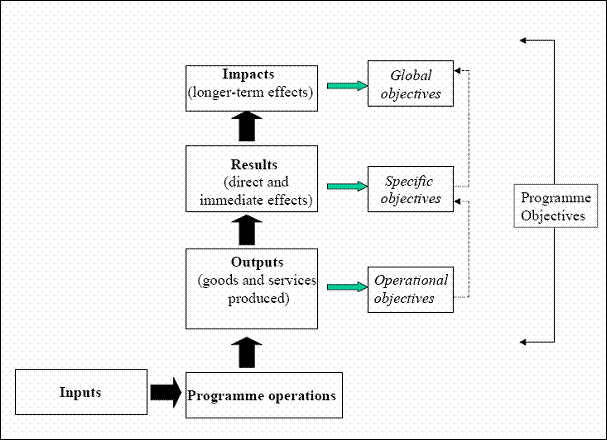 Impacts
(longer-term effects)
Global
objectives
Results
(direct and
immediate effects)
Specific
objectives
Programme
Objectives
Outputs
(goods and services
produced)
Operational
objectives
Inputs
Programme operations